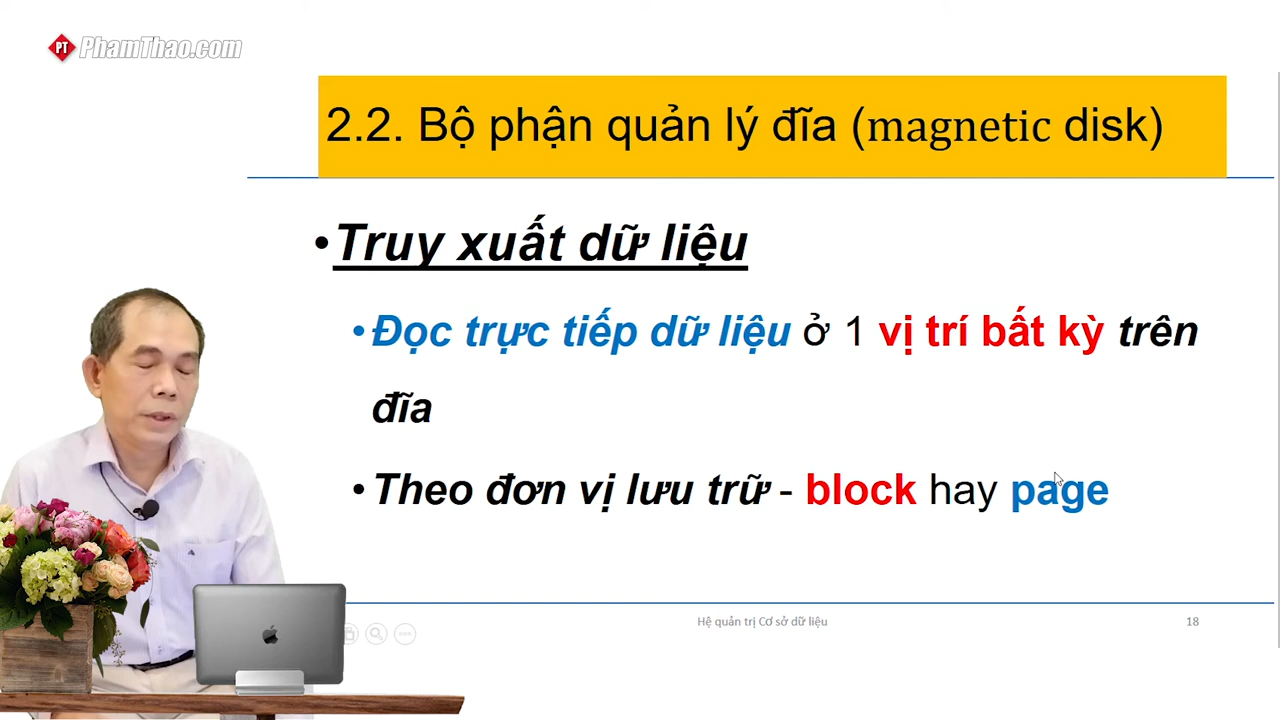 PT PhamThao.com
2.2. Bộ phận quản lý đĩa (magnetic disk)
•Truy xuất dữ liệu
•Đọc trực tiếp dữ liệu ở 1 vị trí bất kỳ trên
đĩa
•Theo đơn vị lưu trữ - block hay page
Hệ quản trị Cơ sở dữ liệu
18